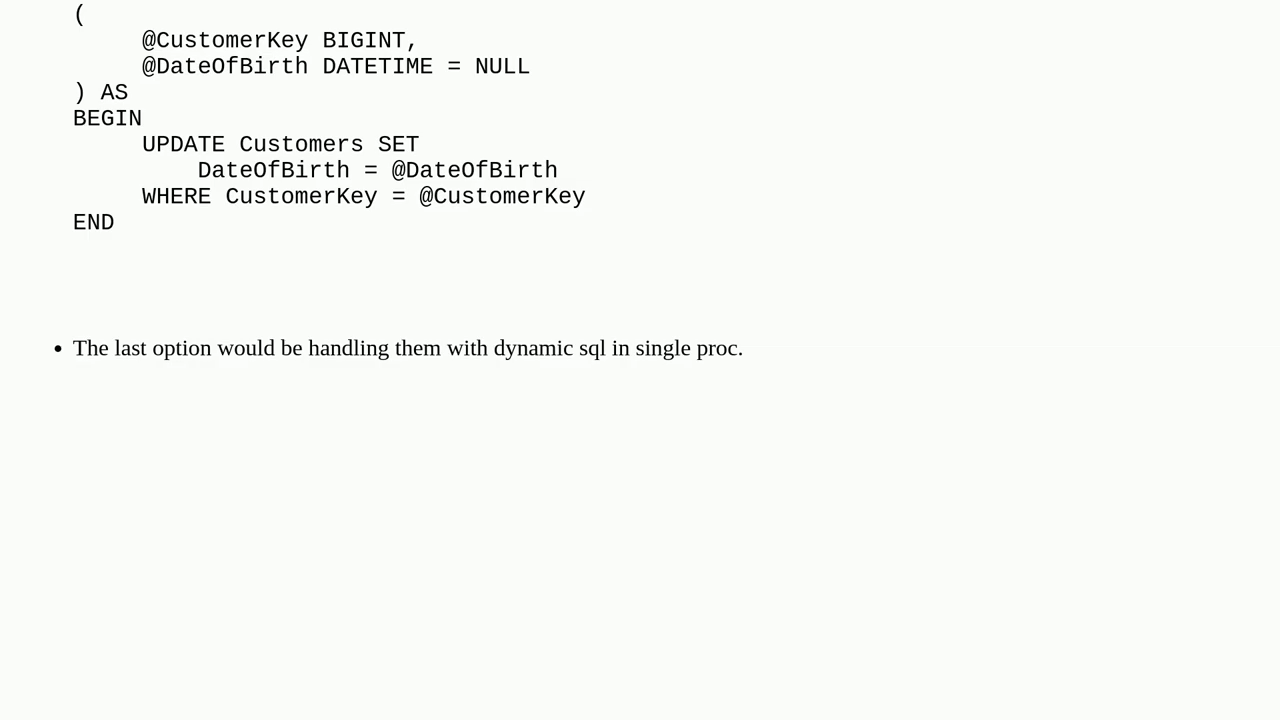 (
@CustomerKey BIGINT,
@DateOfBirth DATETIME = NULL
) AS
BEGIN
UPDATE Customers SET
DateOfBirth = @DateOfBirth
WHERE CustomerKey = @CustomerKey
END
• The last option would be handling them with dynamic sql in single proc.